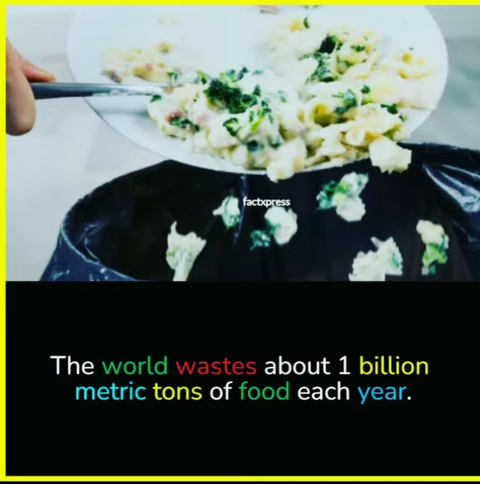 factxpress
The world wastes about 1 billion
metric tons of food each year.